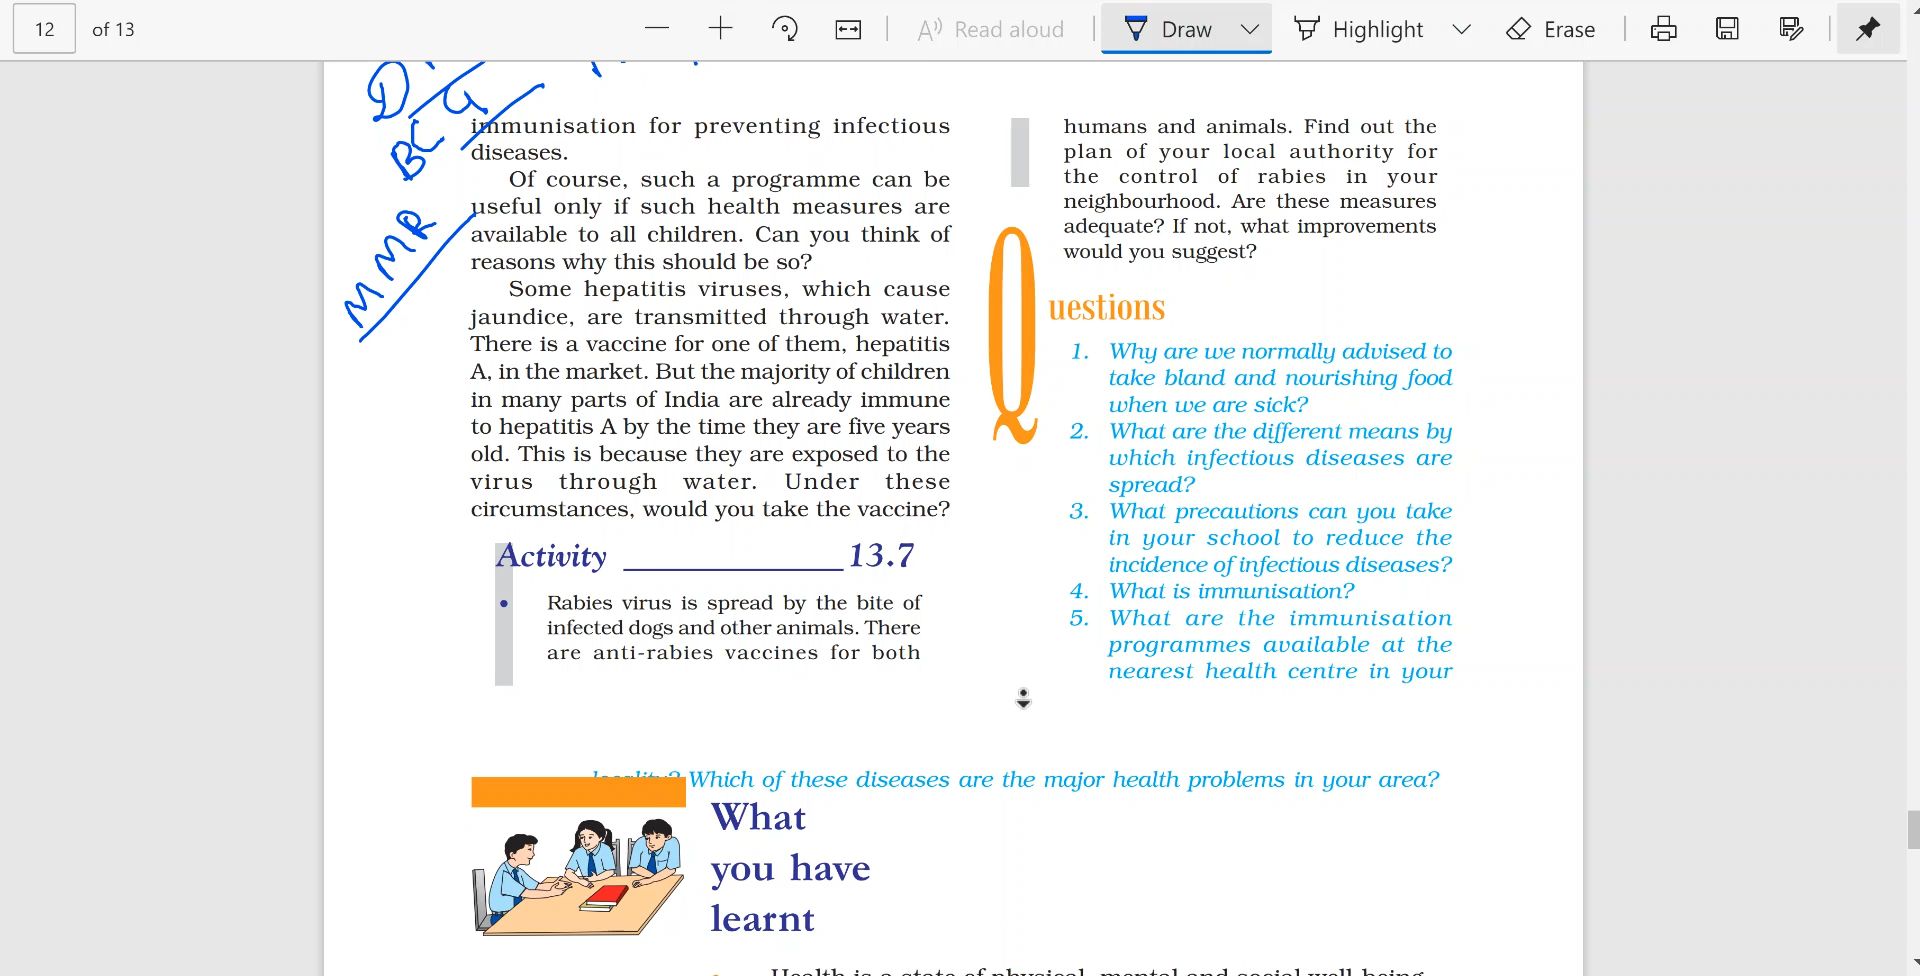 12 of 13 Read aloud Draw Highlight Erase
BCG
MMR
immunisation for preventing infectious
diseases.
Of course, such a programme can be
useful only if such health measures are
available to all children. Can you think of
reasons why this should be so?
Some hepatitis viruses, which cause
jaundice, are transmitted through water.
There is a vaccine for one of them, hepatitis
A, in the market. But the majority of children
in many parts of India are already immune
to hepatitis A by the time they are five years
old. This is because they are exposed to the
virus through water. Under these
circumstances, would you take the vaccine?
Activity 13.7
• Rabies virus is spread by the bite of
infected dogs and other animals. There
are anti-rabies vaccines for both
humans and animals. Find out the
plan of your local authority for
the control of rabies in your
neighbourhood. Are these measures
adequate? If not, what improvements
would you suggest?
Questions
1. Why are we normally advised to
take bland and nourishing food
when we are sick?
2. What are the different means by
which infectious diseases are
spread?
3. What precautions can you take
in your school to reduce the
incidence of infectious diseases?
4. What is immunisation?
5. What are the immunisation
programmes available at the
nearest health centre in your
locality? Which of these diseases are the major health problems in your area?
What
you have
learnt
Health is a state of physical, mental and social well-being.